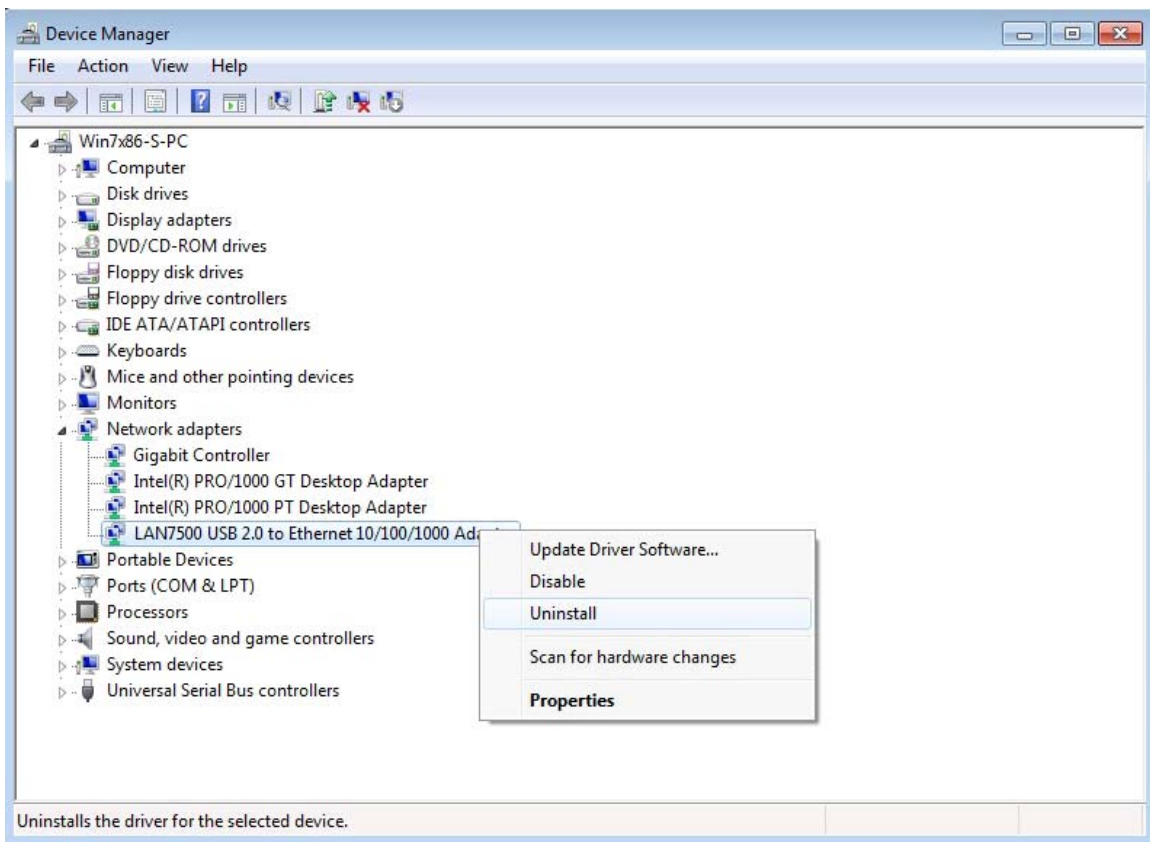 Device Manager
File Action View Help
Win7x86-S-PC
Computer
Disk drives
Display adapters
DVD/CD-ROM drives
Floppy disk drives
Floppy drive controllers
IDE ATA/ATAPI controllers
Keyboards
Mice and other pointing devices
Monitors
Network adapters
Gigabit Controller
Intel(R) PRO/1000 GT Desktop Adapter
Intel(R) PRO/1000 PT Desktop Adapter
LAN7500 USB 2.0 to Ethernet 10/100/1000
Portable Devices
Ports (COM & LPT)
Processors
Sound, video and game controllers
System devices
Universal Serial Bus controllers
Update Driver Software...
Disable
Uninstall
Scan for hardware changes
Properties
Uninstalls the driver for the selected device.